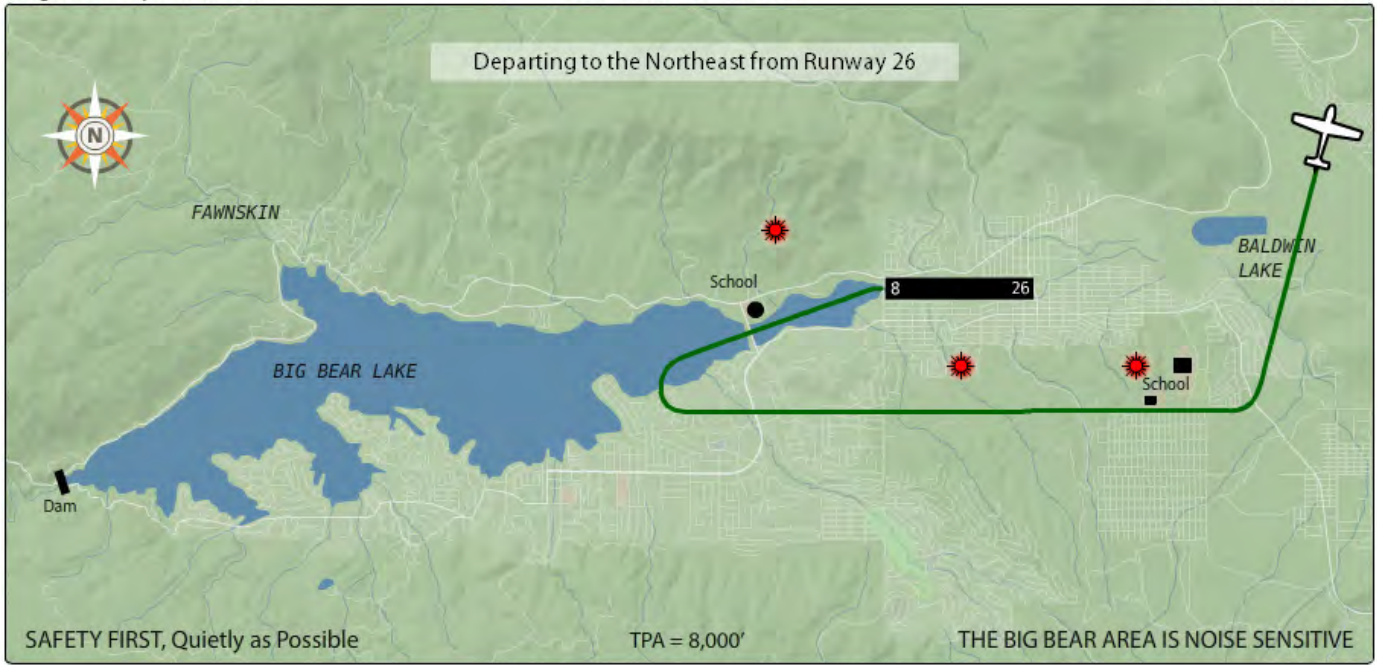 Departing to the Northeast from Runway 26
N
FAWNSKIN
BALDWIN
LAKE
School
8 26
BIG BEAR LAKE
School
Dam
SAFETY FIRST, Quietly as Possible
TPA = 8,000’
THE BIG BEAR AREA IS NOISE SENSITIVE